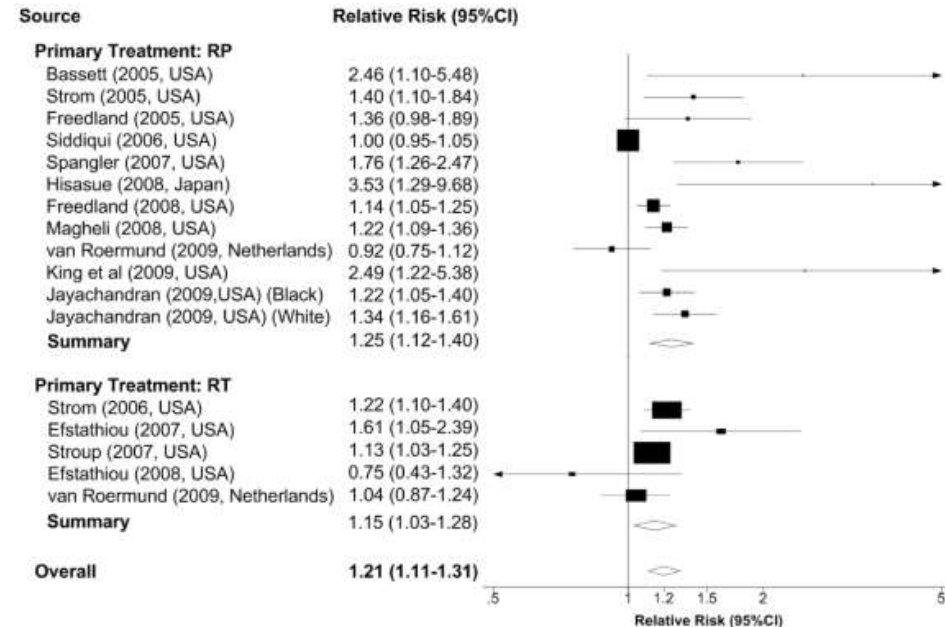 Source Relative Risk (95%CI)
Primary Treatment: RP
Bassett (2005, USA) 2.46 (1.10-5.48)
Strom (2005, USA) 1.40 (1.10-1.84)
Freedland (2005, USA) 1.36 (0.98-1.89)
Siddiqui (2006, USA) 1.00 (0.95-1.05)
Spangler (2007, USA) 1.76 (1.26-2.47)
Hisasue (2008, Japan) 3.53 (1.29-9.68)
Freedland (2008, USA) 1.14 (1.05-1.25)
Magheli (2008, USA) 1.22 (1.09-1.36)
van Roermund (2009, Netherlands) 0.92 (0.75-1.12)
King et al (2009, USA) 2.49 (1.22-5.38)
Jayachandran (2009,USA) (Black) 1.22 (1.05-1.40)
Jayachandran (2009, USA) (White) 1.34 (1.16-1.61)
Summary 1.25 (1.12-1.40)
Primary Treatment: RT
Strom (2006, USA) 1.22 (1.10-1.40)
Efstathiou (2007, USA) 1.61 (1.05-2.39)
Stroup (2007, USA) 1.13 (1.03-1.25)
Efstathiou (2008, USA) 0.75 (0.43-1.32)
van Roermund (2009, Netherlands) 1.04 (0.87-1.24)
Summary 1.15 (1.03-1.28)
Overall 1.21 (1.11-1.31)
.5 1 1.2 1.5 2 5
Relative Risk (95%CI)